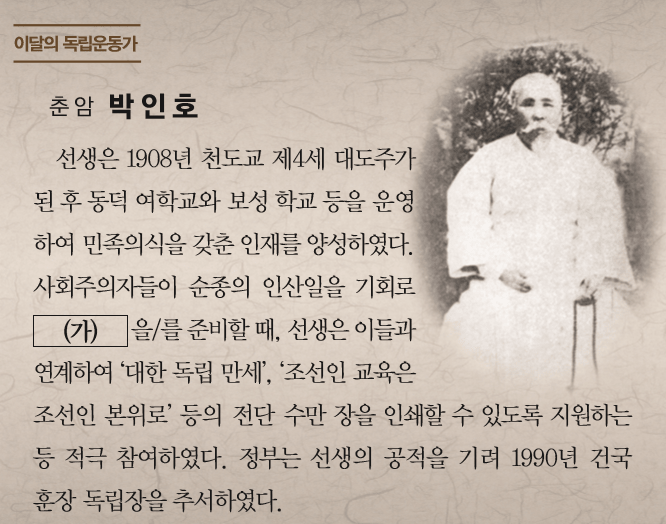 이달의 독립운동가
춘암 박인호
선생은 1908년 천도교 제4세 대도주가
된 후 동덕 여학교와 보성 학교 등을 운영
하여 민족의식을 갖춘 인재를 양성하였다.
사회주의자들이 순종의 인산일을 기회로
(가) 을/를 준비할 때, 선생은 이들과
연계하여 ‘대한 독립 만세’, ‘조선인 교육은
조선인 본위로’ 등의 전단 수만 장을 인쇄할 수 있도록 지원하는
등 적극 참여하였다. 정부는 선생의 공적을 기려 1990년 건국
훈장 독립장을 추서하였다.